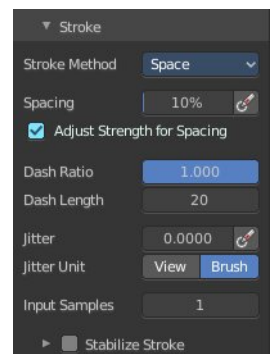 Stroke
Stroke Method Space
Spacing 10%
Adjust Strength for Spacing
Dash Ratio 1.000
Dash Length 20
Jitter 0.0000
Jitter Unit View Brush
Input Samples 1
Stabilize Stroke